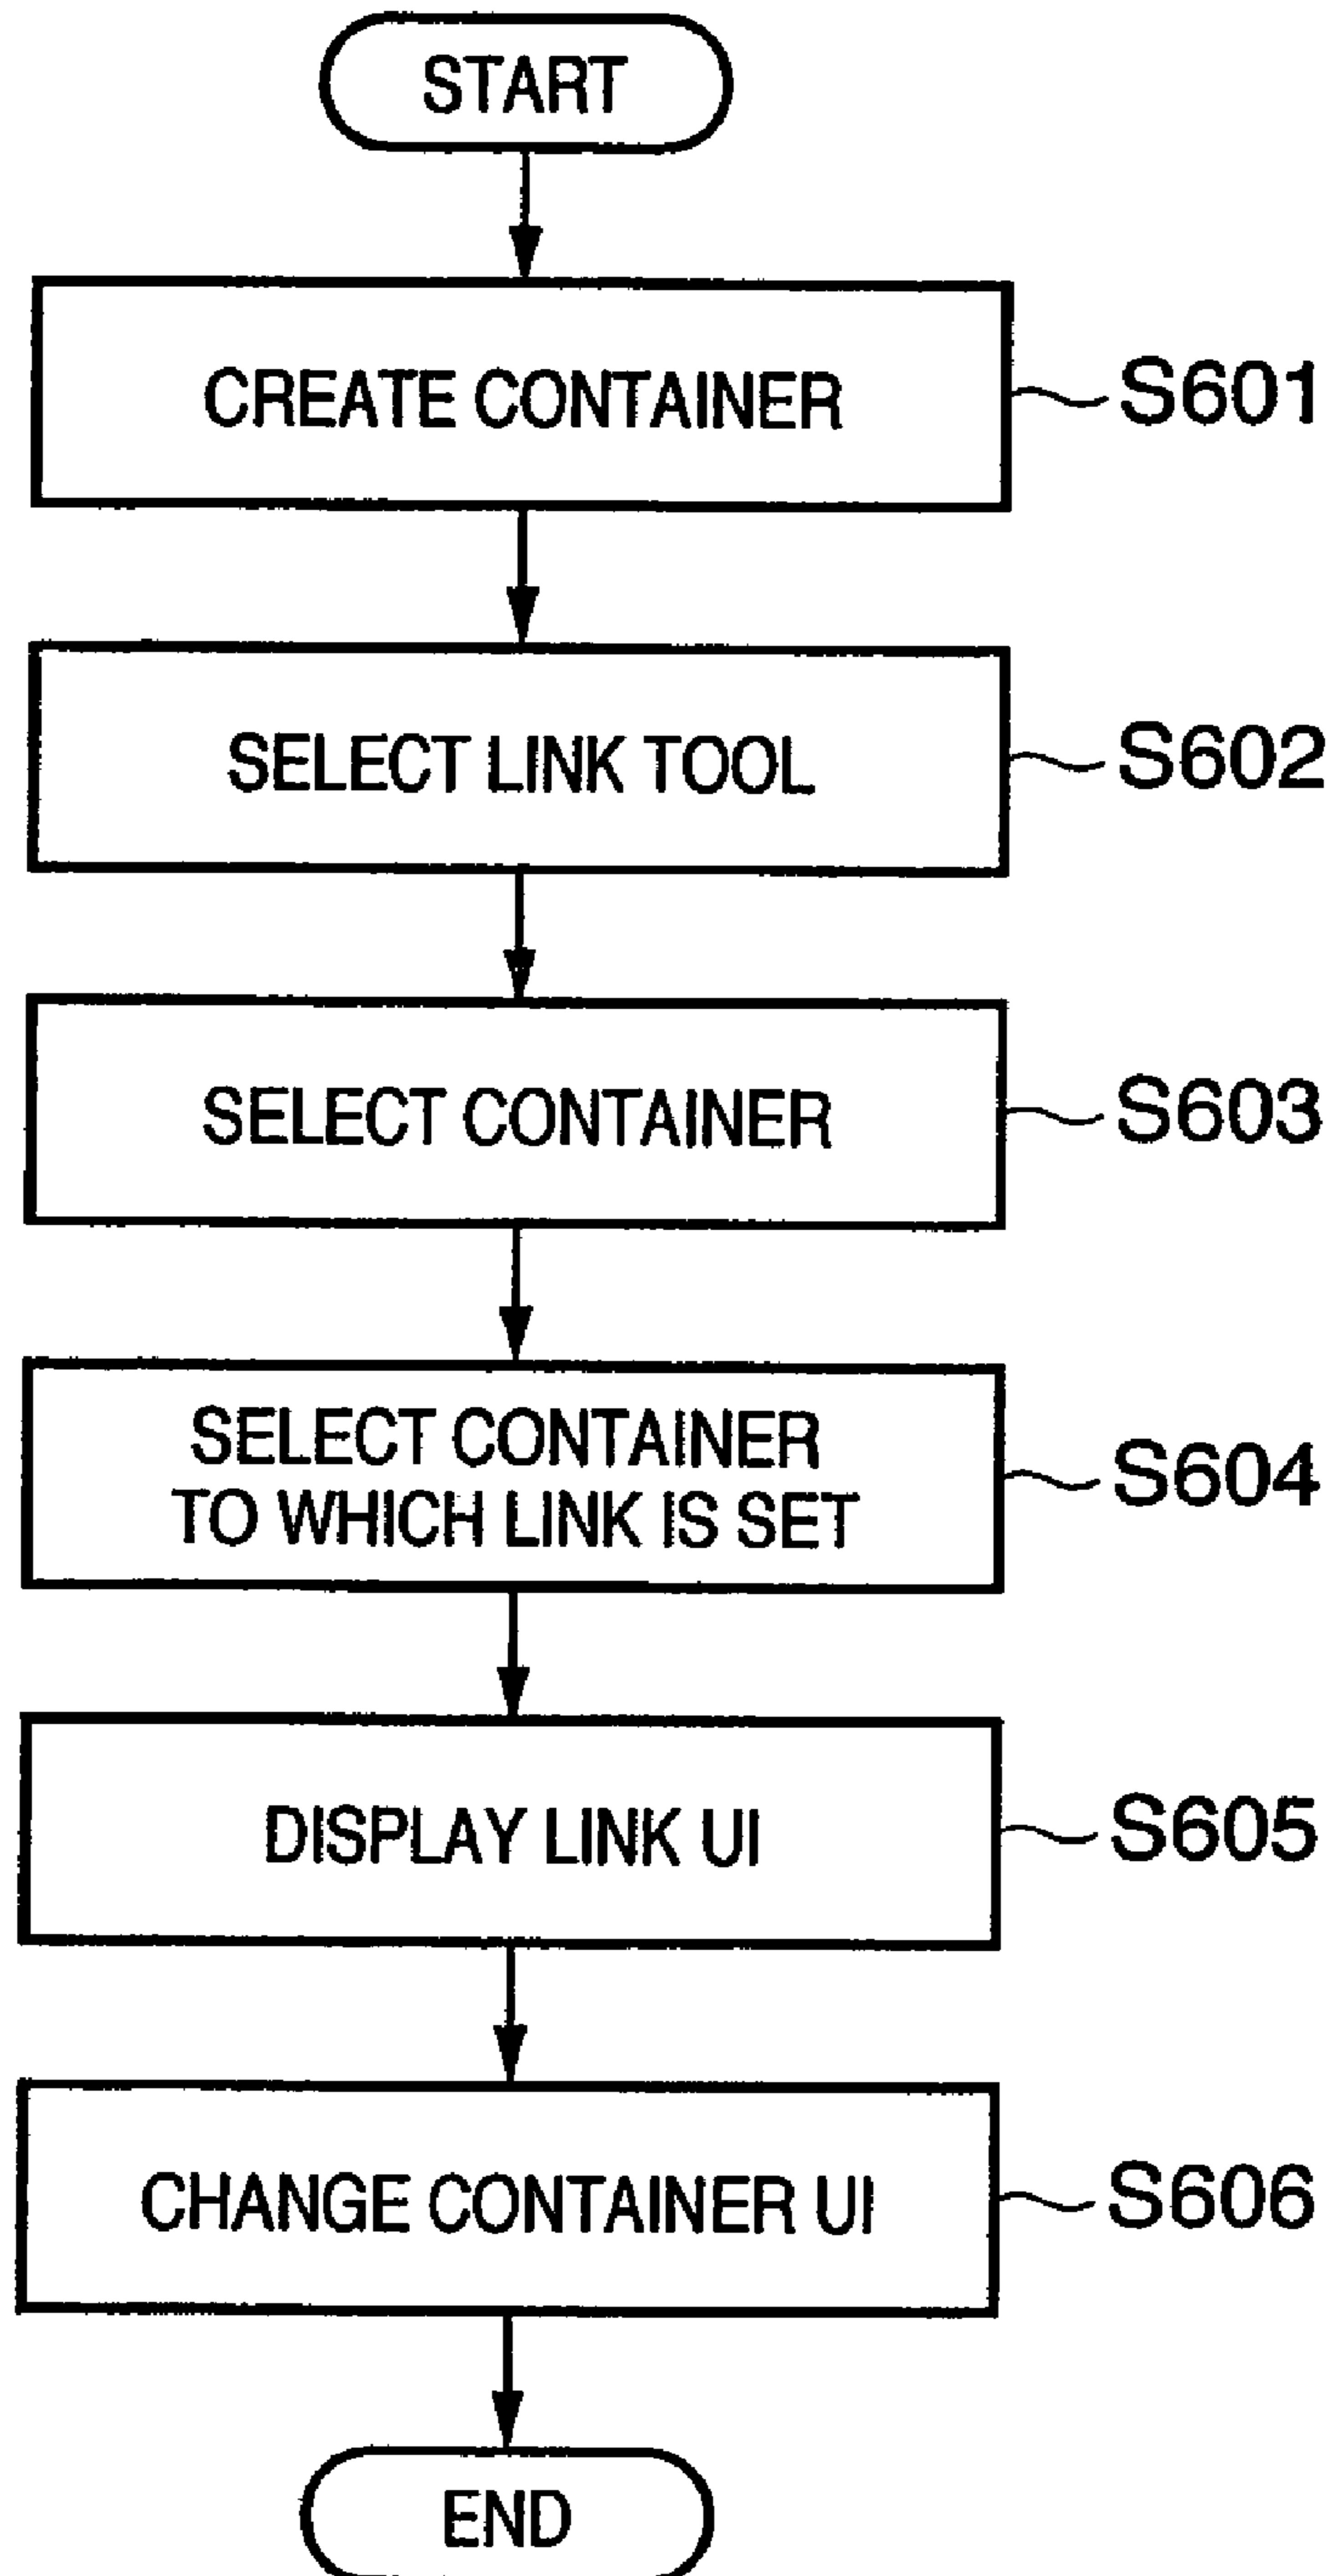 START
CREATE CONTAINER
S601
SELECT LINK TOOL
S602
SELECT CONTAINER
S603
SELECT CONTAINER
TO WHICH LINK IS SET
S604
DISPLAY LINK UI
S605
CHANGE CONTAINER UI
S606
END